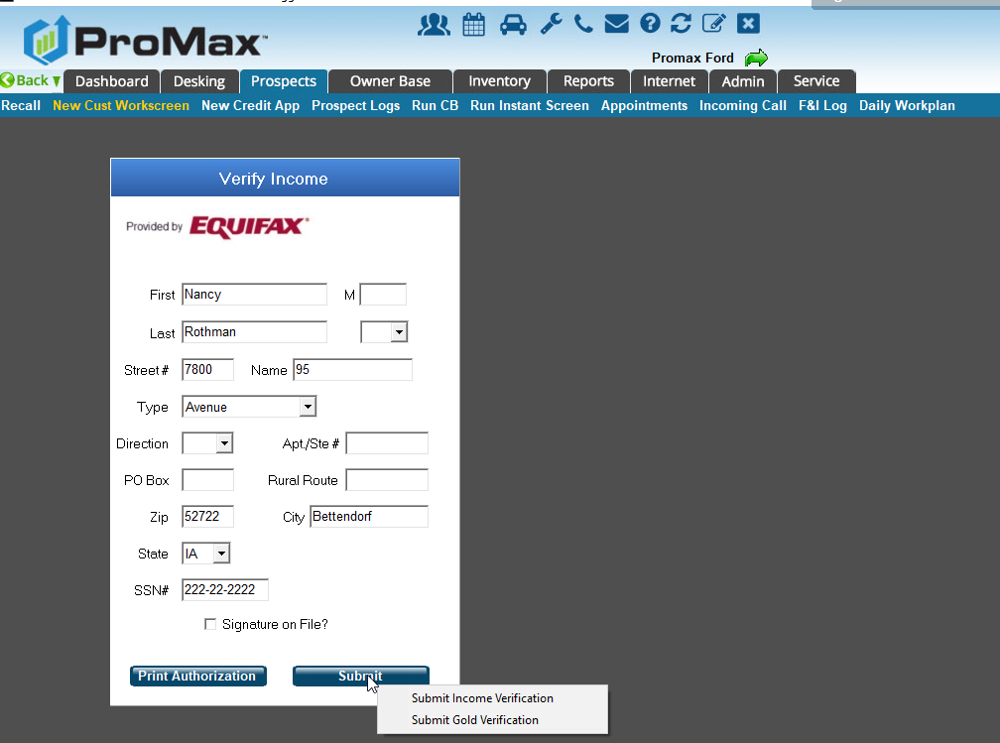 ProMax™
Promax Ford
Back Dashboard Desking Prospects Owner Base Inventory Reports Internet Admin Service
Recall New Cust Workscreen New Credit App Prospect Logs Run CB Run Instant Screen Appointments Incoming Call F&I Log Daily Workplan
Verify Income
Provided by EQUIFAX®
First Nancy M
Last Rothman
Street # 7800 Name 95
Type Avenue
Direction Apt./Ste #
PO Box Rural Route
Zip 52722 City Bettendorf
State IA
SSN# 222-22-2222
Signature on File?
Print Authorization Submit
Submit Income Verification
Submit Gold Verification